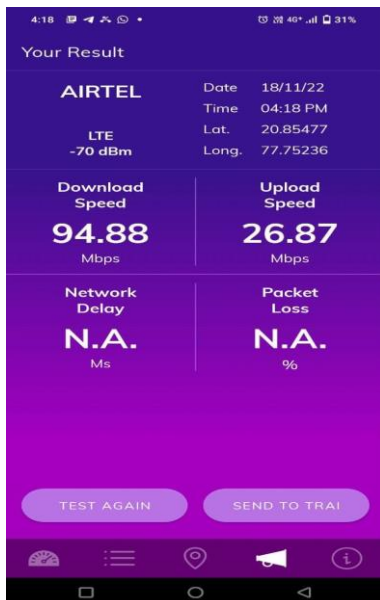 4:18 4G+ 31%
Your Result
AIRTEL
LTE
-70 dBm
Date 18/11/22
Time 04:18 PM
Lat. 20.85477
Long. 77.75236
Download
Speed
94.88
Mbps
Upload
Speed
26.87
Mbps
Network
Delay
N.A.
Ms
Packet
Loss
N.A.
%
TEST AGAIN
SEND TO TRAI